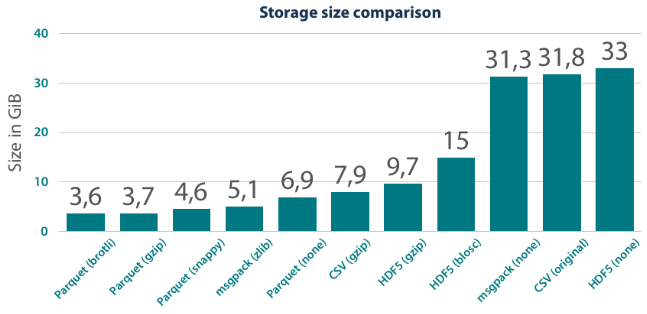 Storage size comparison
Size in GiB
40
30
20
10
0
3,6
3,7
4,6
5,1
6,9
7,9
9,7
15
31,3
31,8
33
Parquet (brotli)
Parquet (gzip)
Parquet (snappy)
msgpack (zlib)
Parquet (none)
CSV (gzip)
HDF5 (gzip)
HDF5 (blosc)
msgpack (none)
CSV (original)
HDF5 (none)